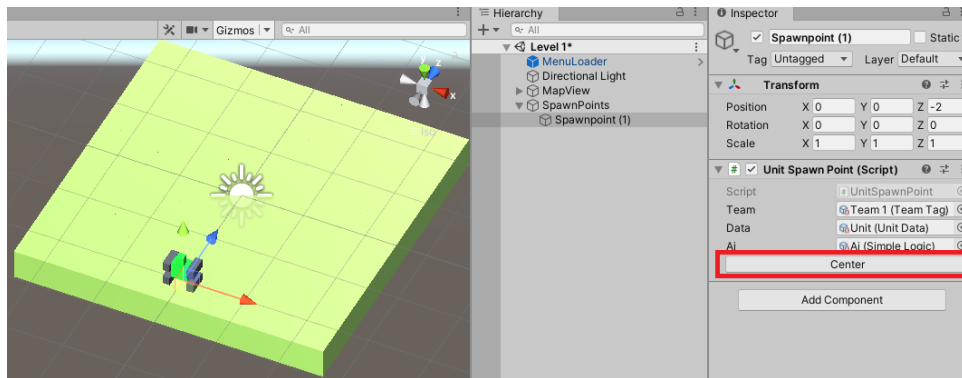 Gizmos
All
Hierarchy
All
Level 1*
MenuLoader
Directional Light
MapView
SpawnPoints
Spawnpoint (1)
y
z
x
Iso
Inspector
Spawnpoint (1) Static
Tag Untagged Layer Default
Transform
Position X 0 Y 0 Z -2
Rotation X 0 Y 0 Z 0
Scale X 1 Y 1 Z 1
# Unit Spawn Point (Script)
Script # UnitSpawnPoint
Team Team 1 (Team Tag)
Data Unit (Unit Data)
Ai Ai (Simple Logic)
Center
Add Component